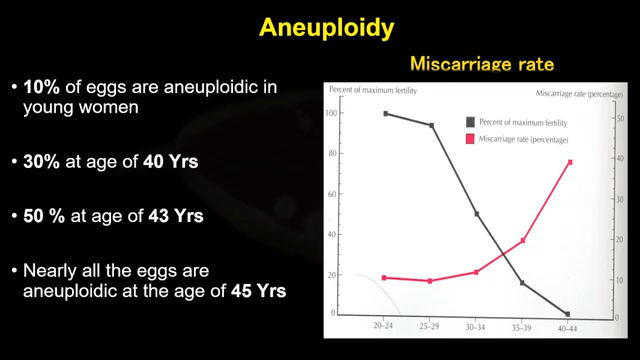 Aneuploidy
• 10% of eggs are aneuploidic in
young women
• 30% at age of 40 Yrs
• 50 % at age of 43 Yrs
• Nearly all the eggs are
aneuploidic at the age of 45 Yrs
Miscarriage rate
Percent of maximum fertility
Miscarriage rate (percentage)
100
80
60
40
20
0
Percent of maximum fertility
Miscarriage rate (percentage)
50
40
30
20
10
0
20–24
25–29
30–34
35–39
40–44